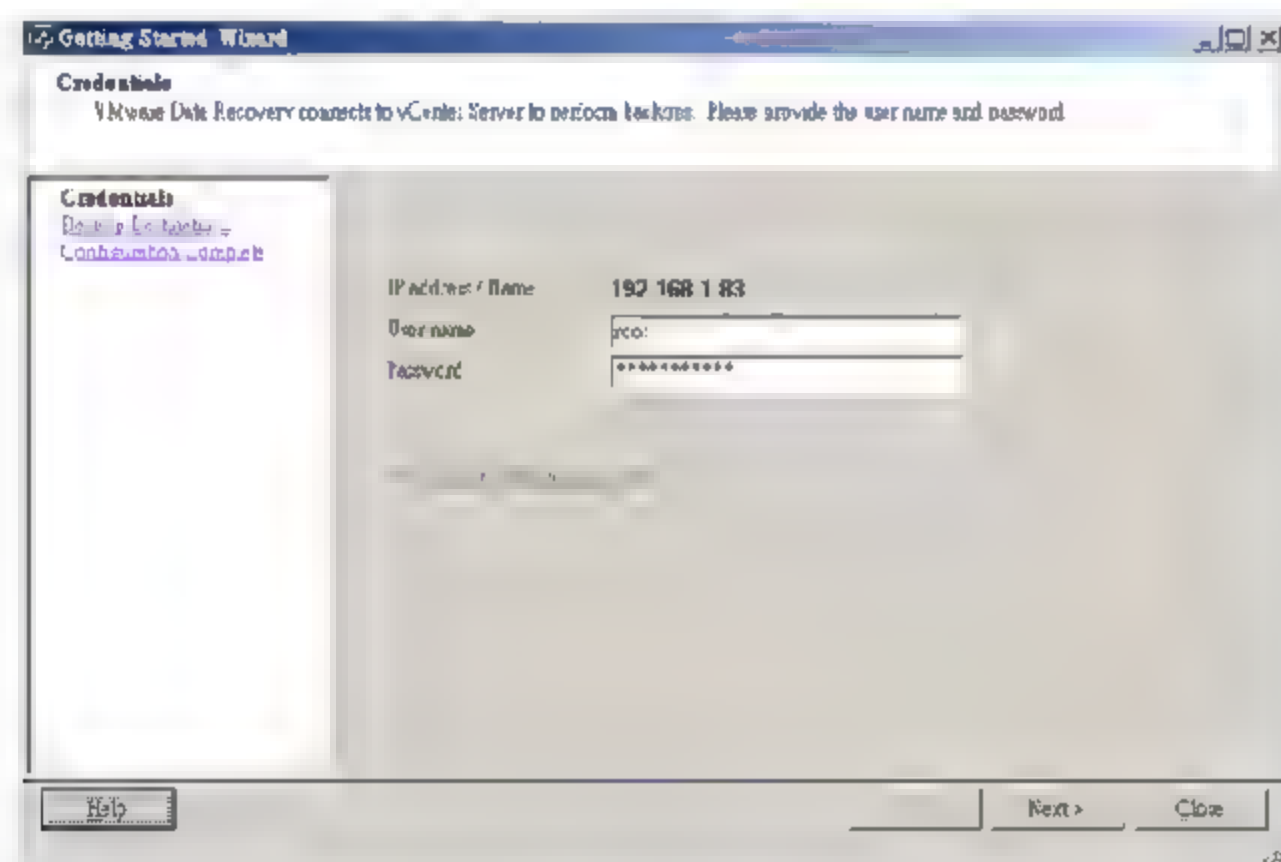 Getting Started Wizard
Credentials
VMware Data Recovery connects to vCenter Server to perform backups. Please provide the user name and password.
Credentials
Configuration Complete
IP address / Name 192.168.1.83
User name root
Password ***********
Help
Next >
Close